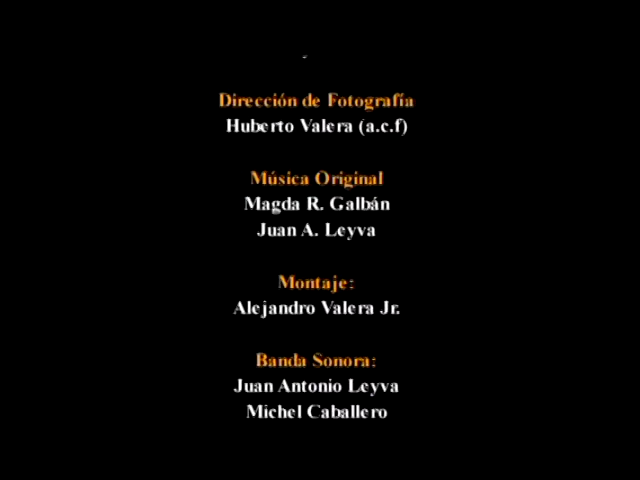 Dirección de Fotografía
Huberto Valera (a.c.f)
Música Original
Magda R. Galbán
Juan A. Leyva
Montaje:
Alejandro Valera Jr.
Banda Sonora:
Juan Antonio Leyva
Michel Caballero